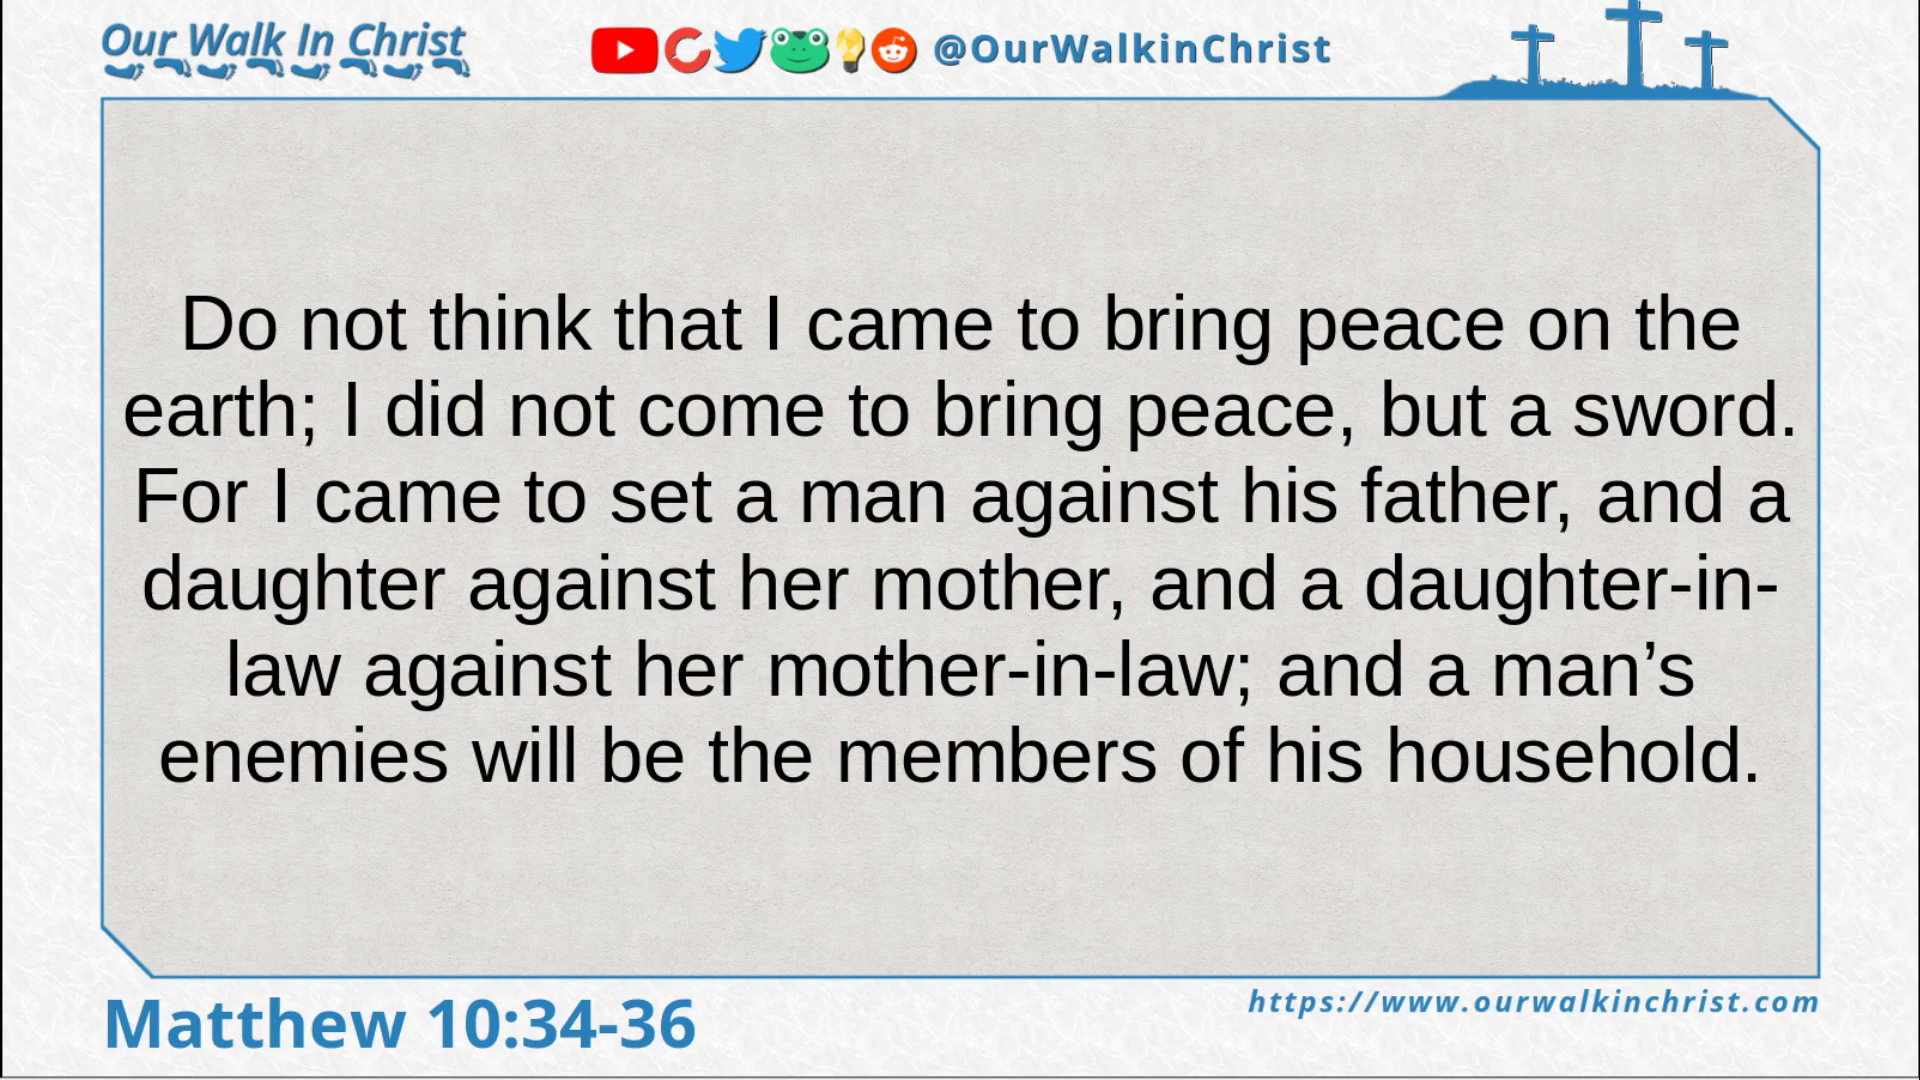 Our Walk In Christ
@OurWalkinChrist
Do not think that I came to bring peace on the
earth; I did not come to bring peace, but a sword.
For I came to set a man against his father, and a
daughter against her mother, and a daughter-in-
law against her mother-in-law; and a man’s
enemies will be the members of his household.
Matthew 10:34-36
https://www.ourwalkinchrist.com